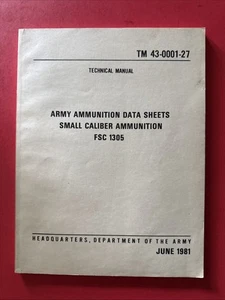 TM 43-0001-27
TECHNICAL MANUAL
ARMY AMMUNITION DATA SHEETS
SMALL CALIBER AMMUNITION
FSC 1305
HEADQUARTERS, DEPARTMENT OF THE ARMY
JUNE 1981